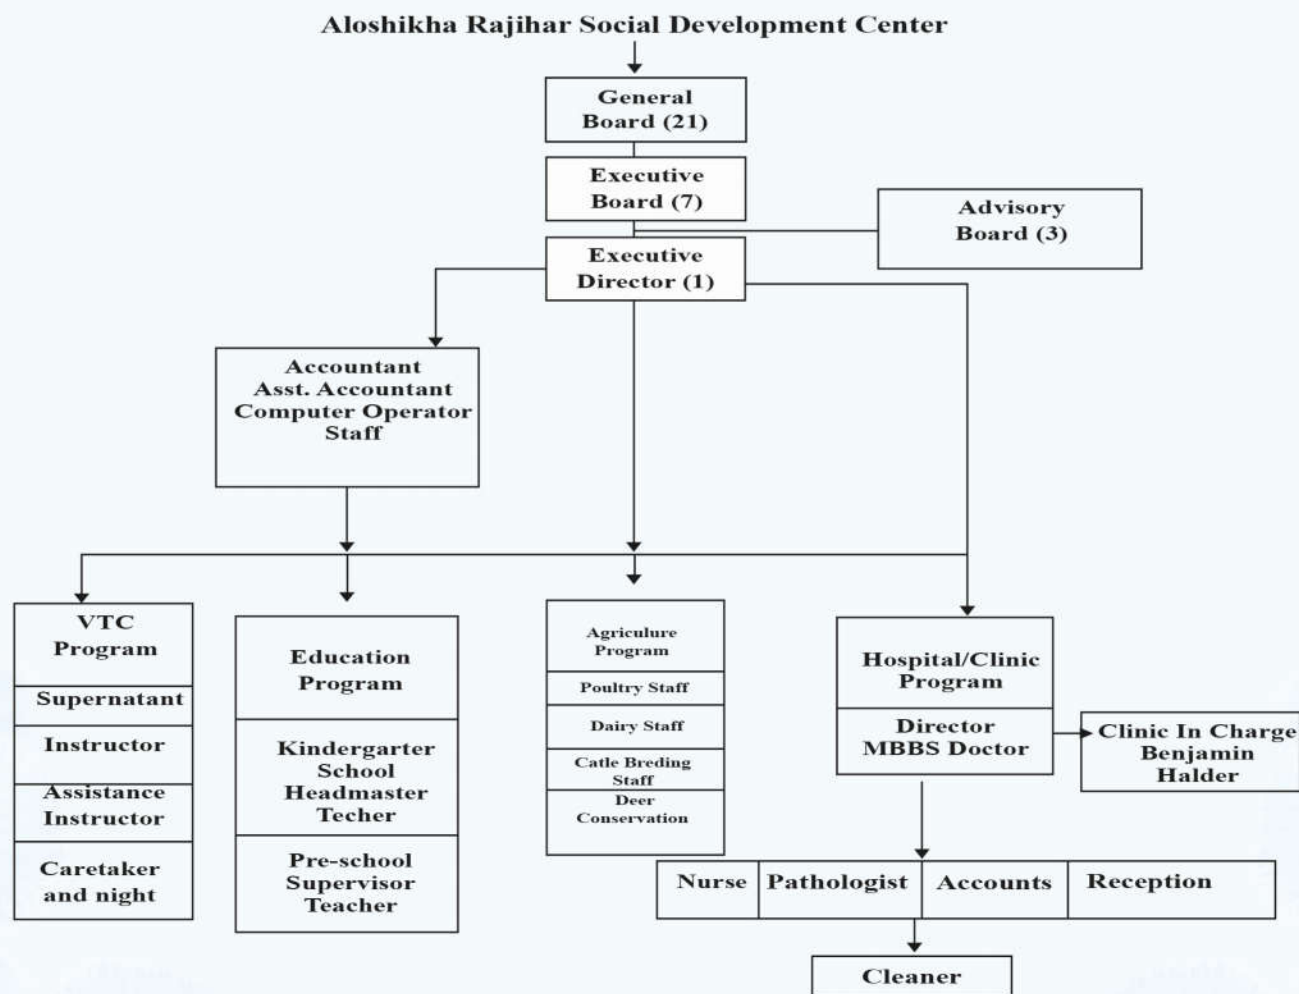 Aloshikha Rajihar Social Development Center
General
Board (21)
Executive
Board (7)
Advisory
Board (3)
Executive
Director (1)
Accountant
Asst. Accountant
Computer Operator
Staff
VTC
Program
Supernatant
Instructor
Assistance
Instructor
Caretaker
and night
Education
Program
Kindergarter
School
Headmaster
Techer
Pre-school
Supervisor
Teacher
Agriculure
Program
Poultry Staff
Dairy Staff
Catle Breding
Staff
Deer
Conservation
Hospital/Clinic
Program
Director
MBBS Doctor
Clinic In Charge
Benjamin
Halder
Nurse
Pathologist
Accounts
Reception
Cleaner